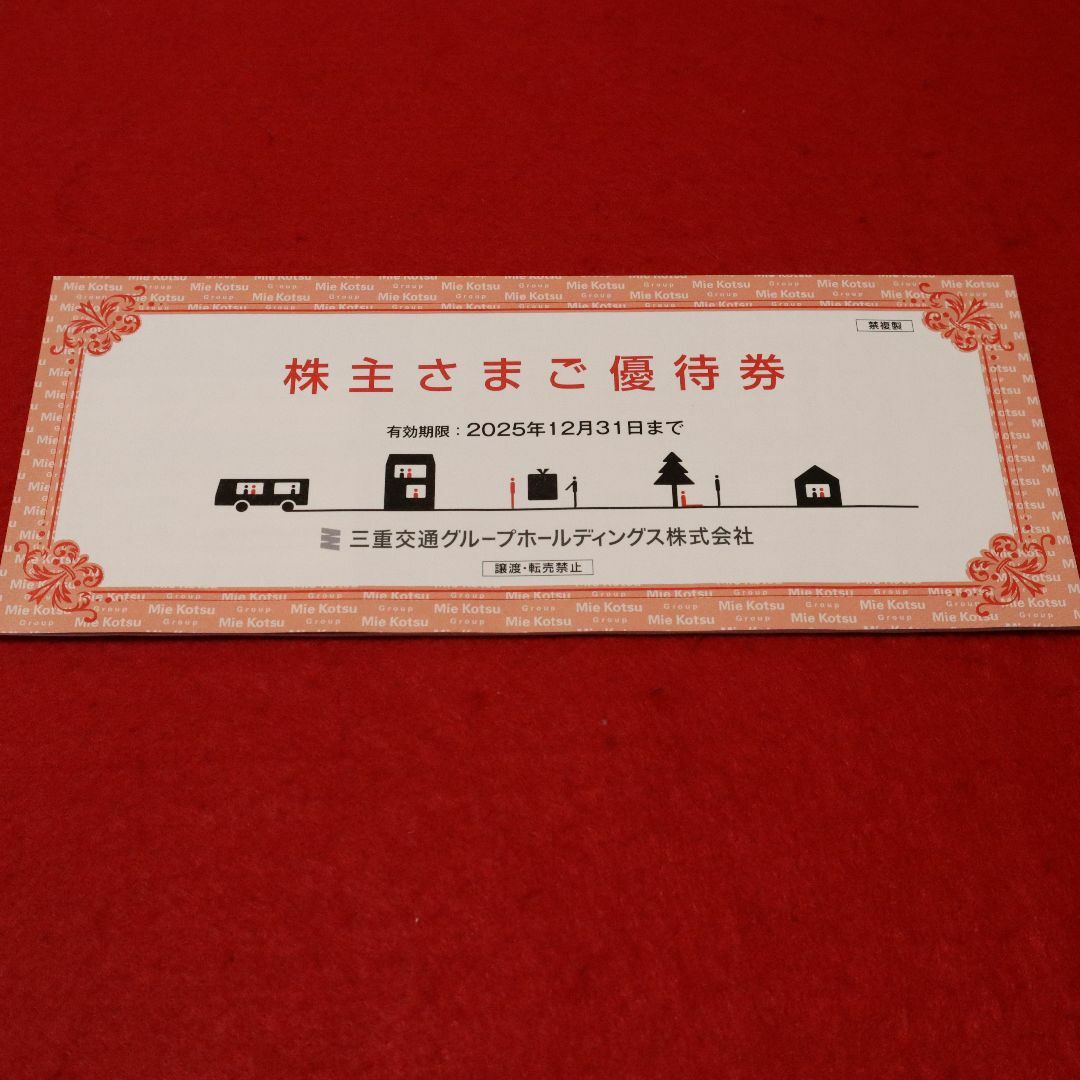 Mie Kotsu Group
禁複製
株主さまご優待券
有効期限：2025年12月31日まで
三重交通グループホールディングス株式会社
譲渡・転売禁止
Mie Kotsu Group